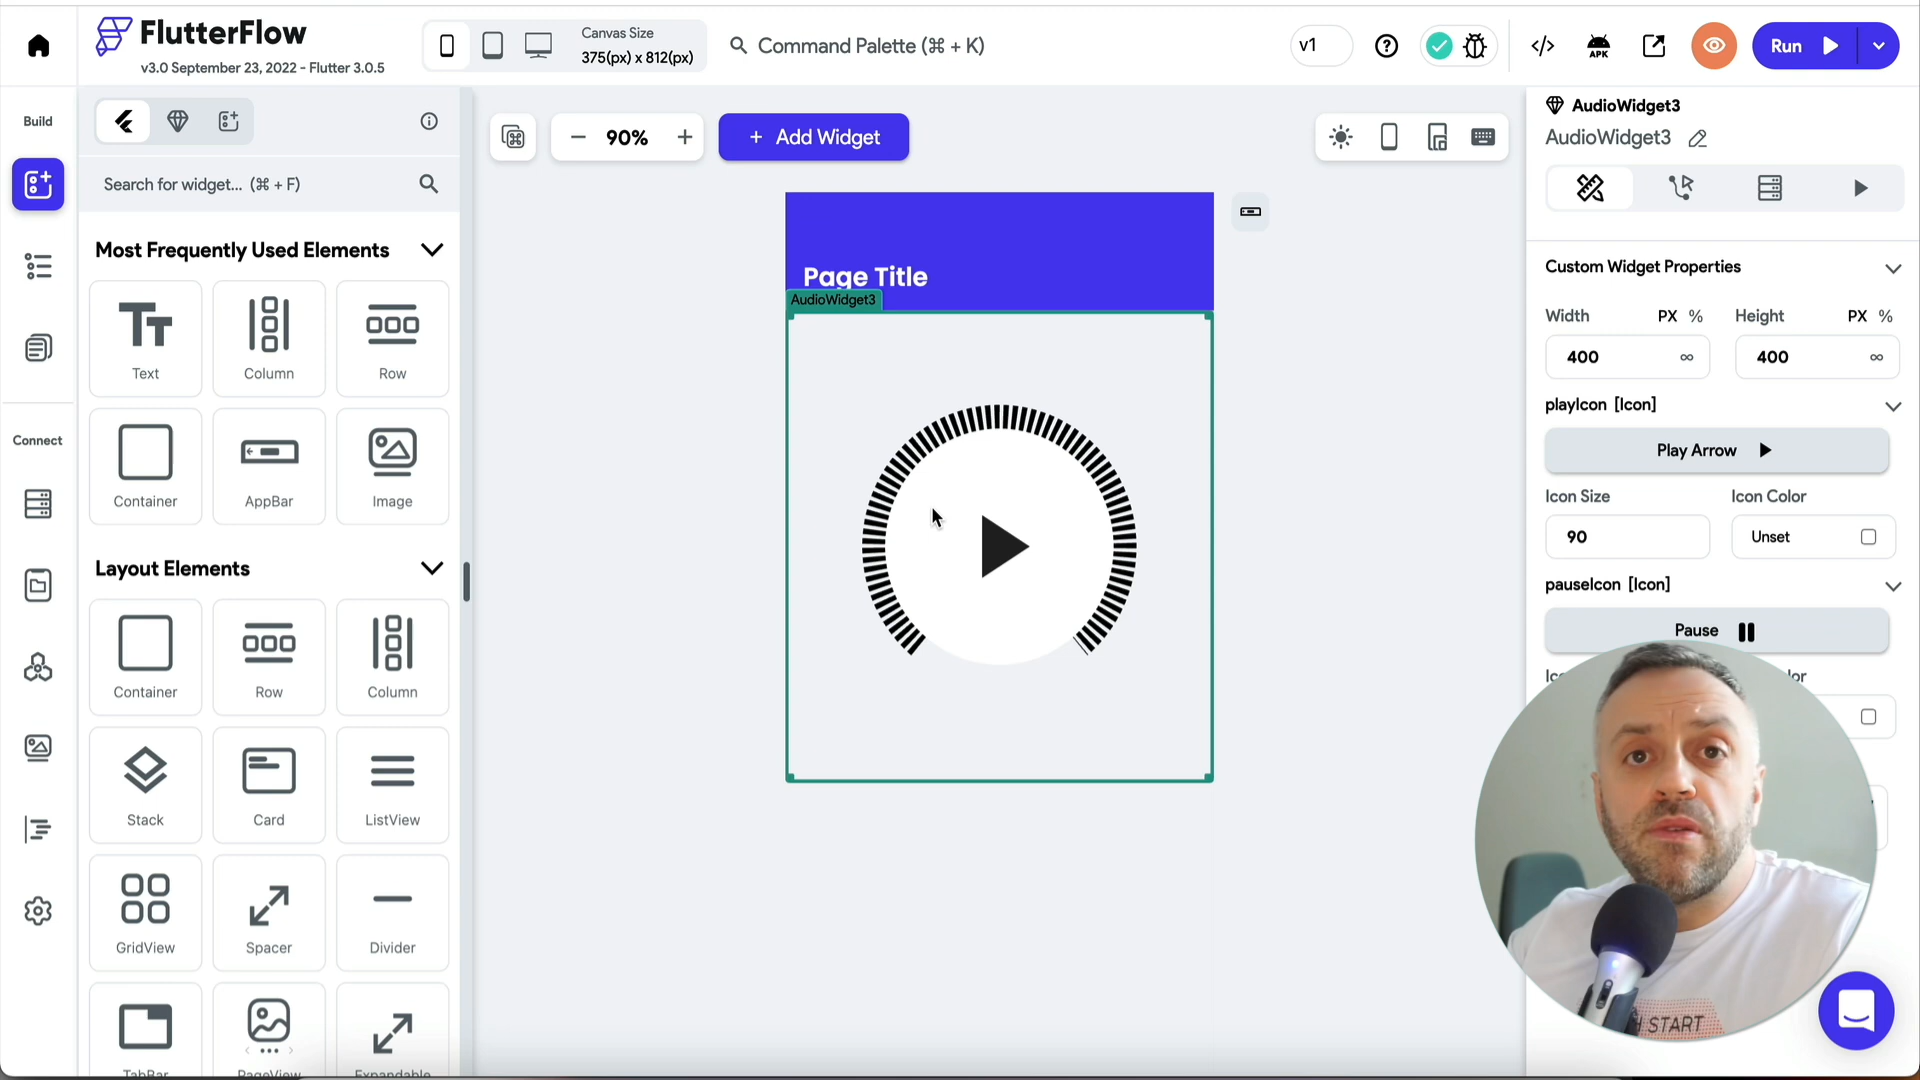 FlutterFlow
v3.0 September 23, 2022 - Flutter 3.0.5
Canvas Size
375(px) x 812(px)
Command Palette (⌘ + K)
v1
APK
Run
Build
Search for widget... (⌘ + F)
Most Frequently Used Elements
Text
Column
Row
Container
AppBar
Image
Connect
Layout Elements
Container
Row
Column
Stack
Card
ListView
GridView
Spacer
Divider
TabBar
PageView
Expandable
90%
+ Add Widget
Page Title
AudioWidget3
AudioWidget3
AudioWidget3
Custom Widget Properties
Width PX %
Height PX %
400 ∞
400 ∞
playIcon [Icon]
Play Arrow
Icon Size
Icon Color
90
Unset
pauseIcon [Icon]
Pause
START